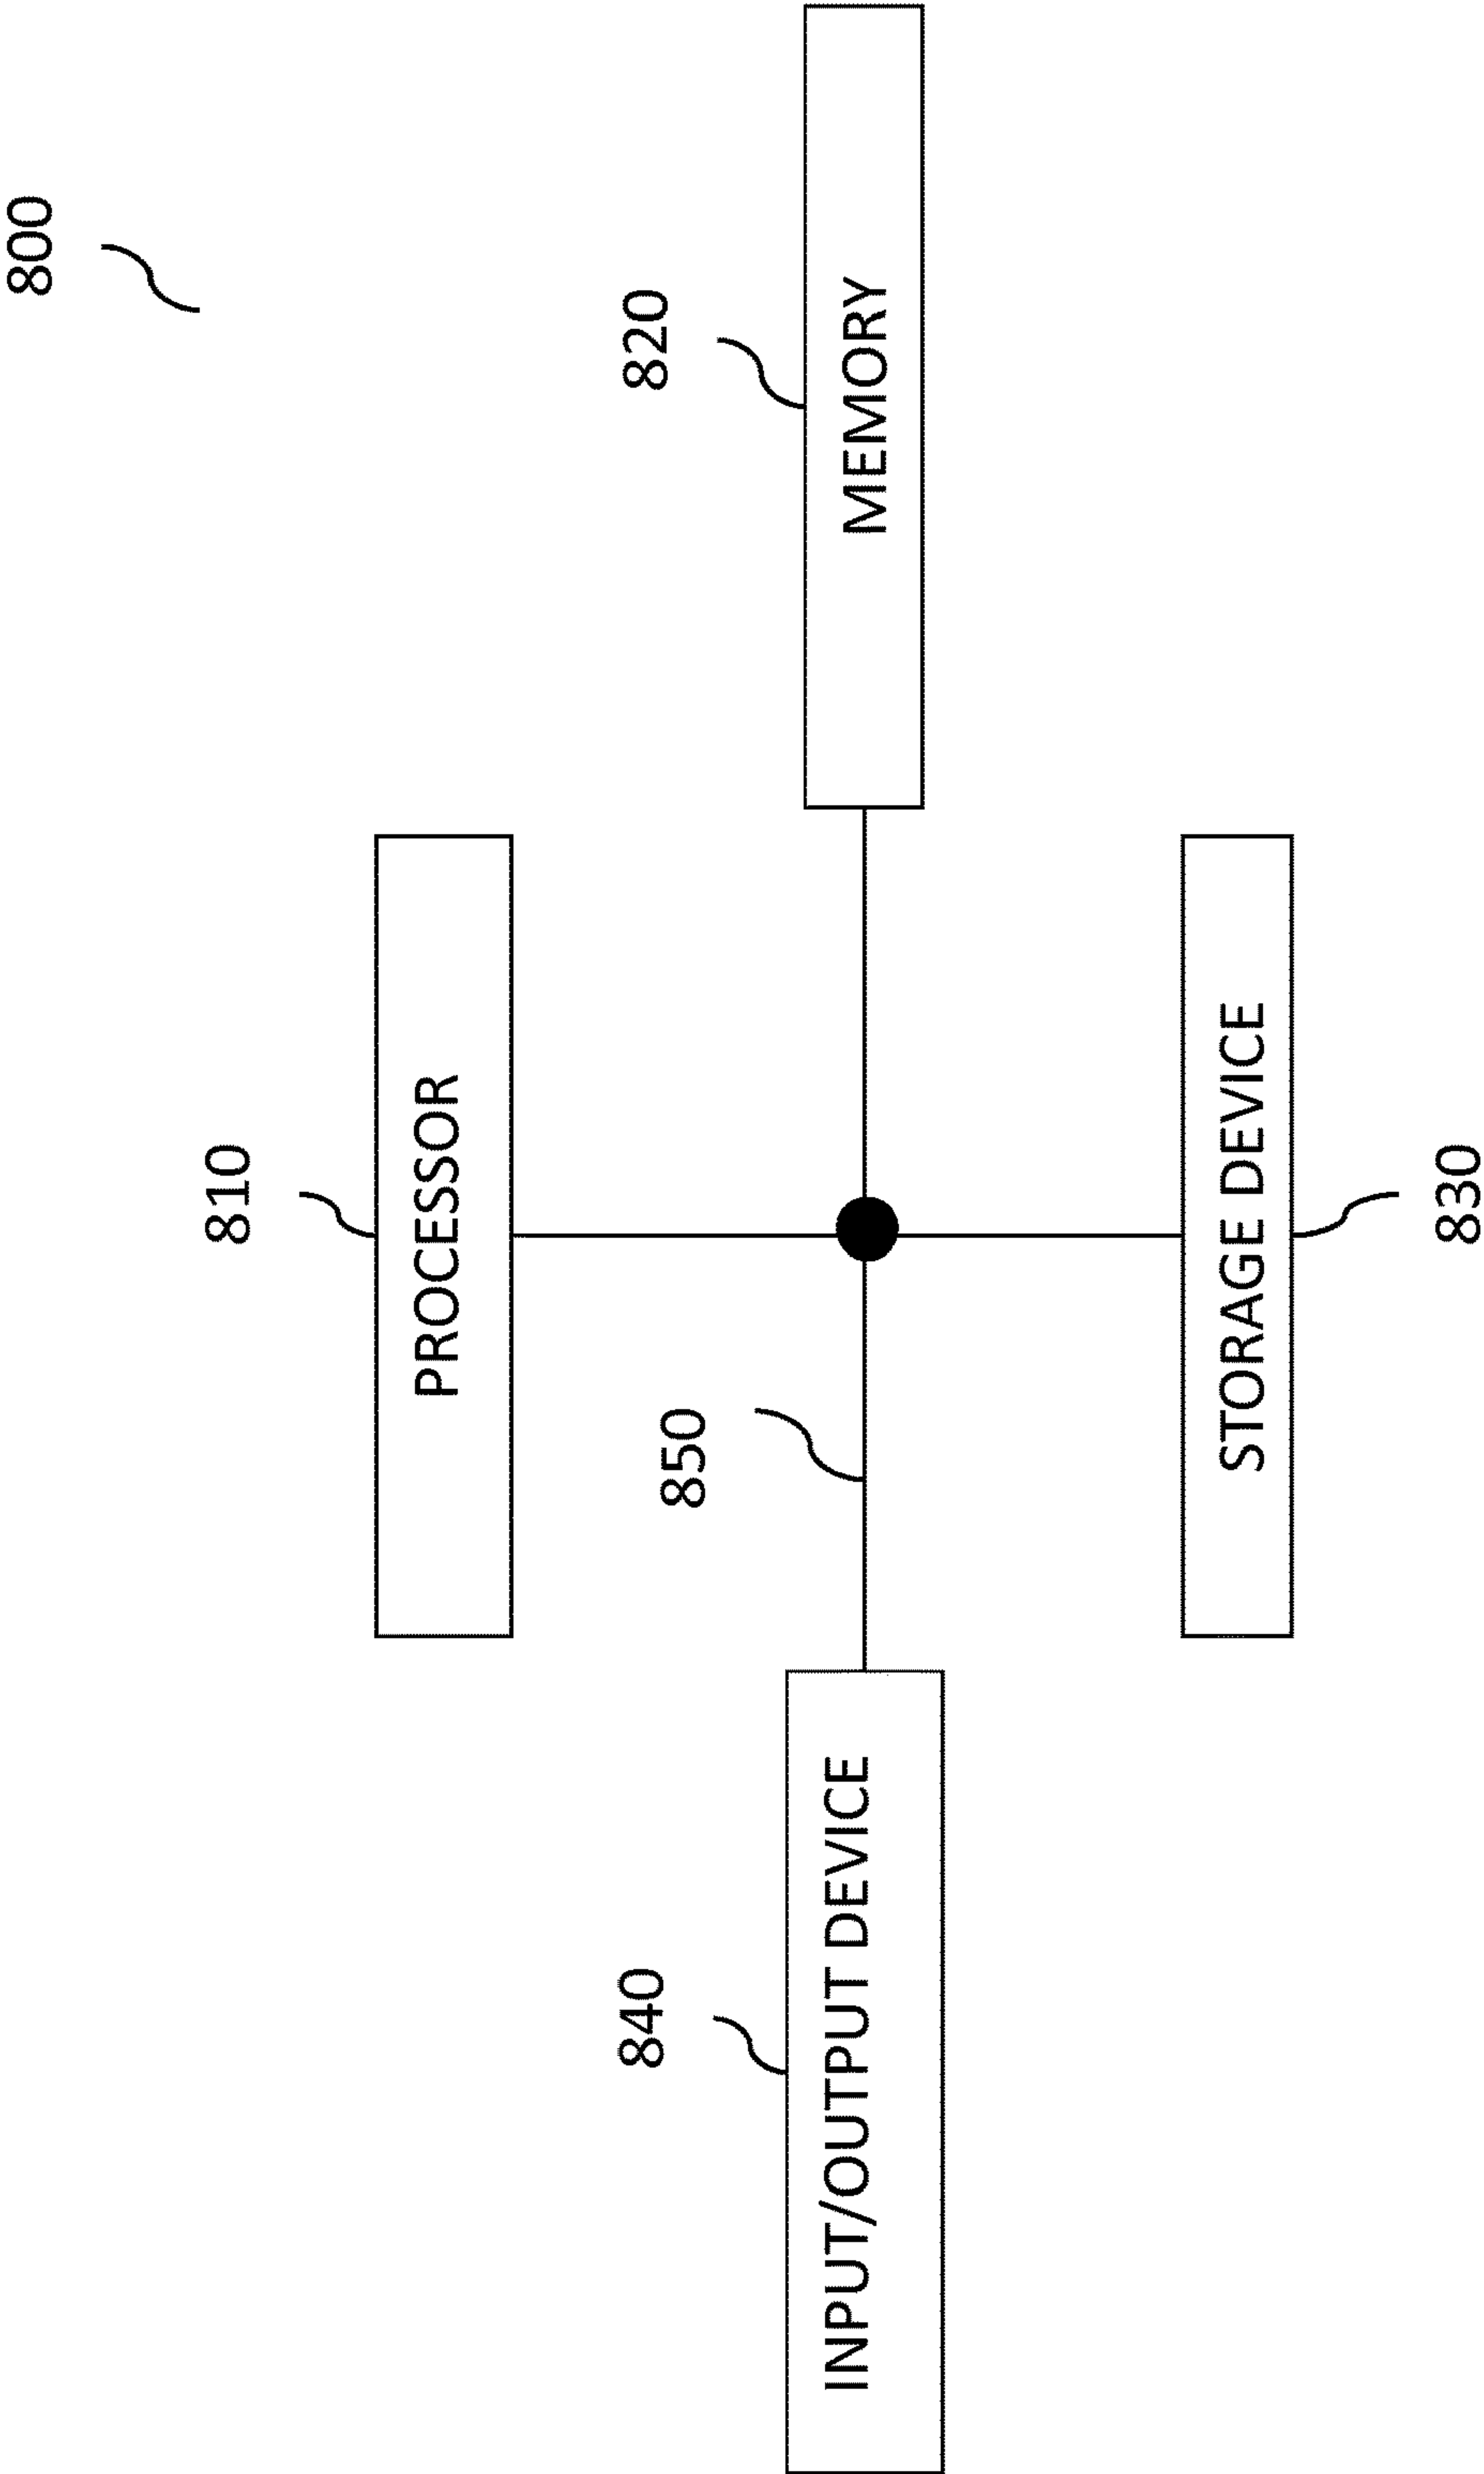 800
810
PROCESSOR
840
INPUT/OUTPUT DEVICE
850
820
MEMORY
STORAGE DEVICE
830